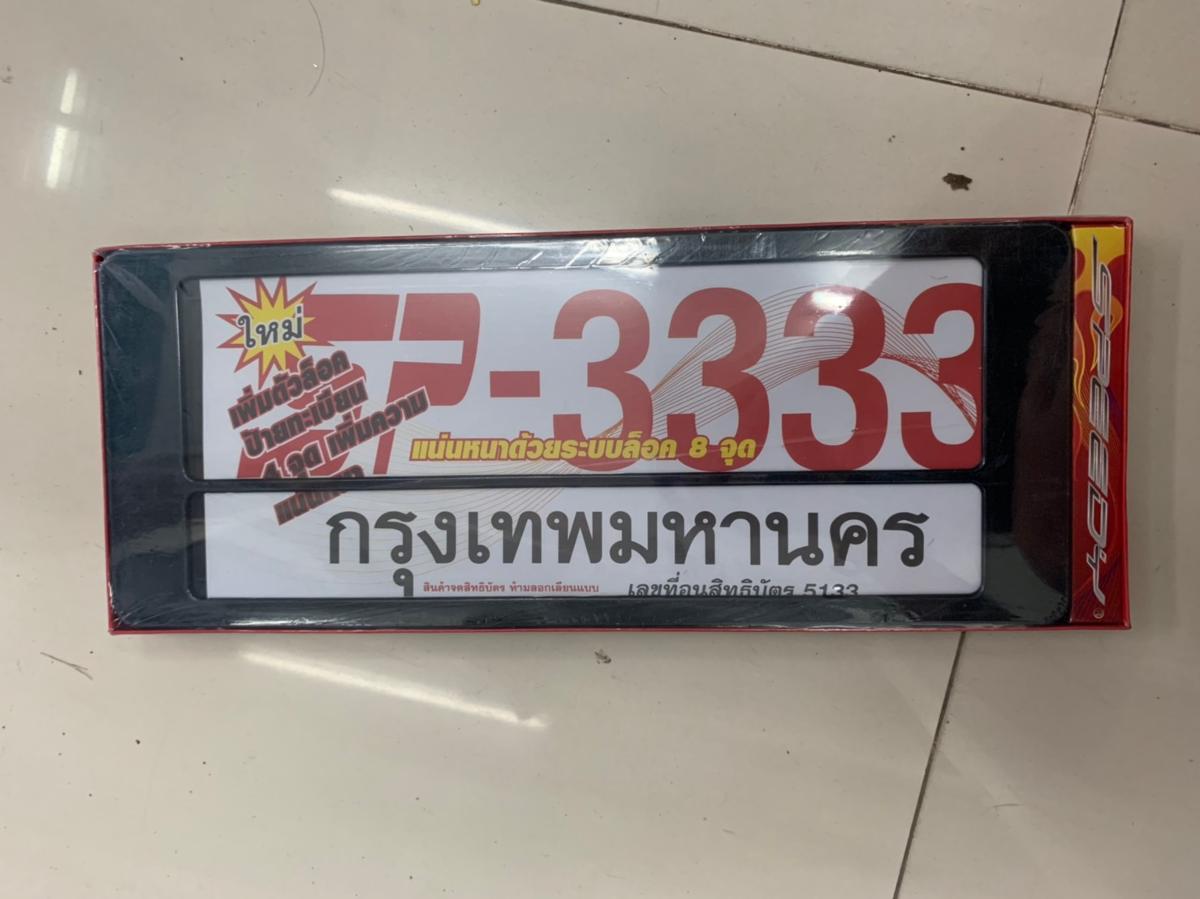 ใหม่
เพิ่มตัวล็อค
ป้ายทะเบียน
4 จุด เพิ่มความ
CP-3333
แน่นหนาด้วยระบบล็อค 8 จุด
กรุงเทพมหานคร
สินค้าจดสิทธิบัตร ห้ามลอกเลียนแบบ
เลขที่อนุสิทธิบัตร 5133
SPEEDY®